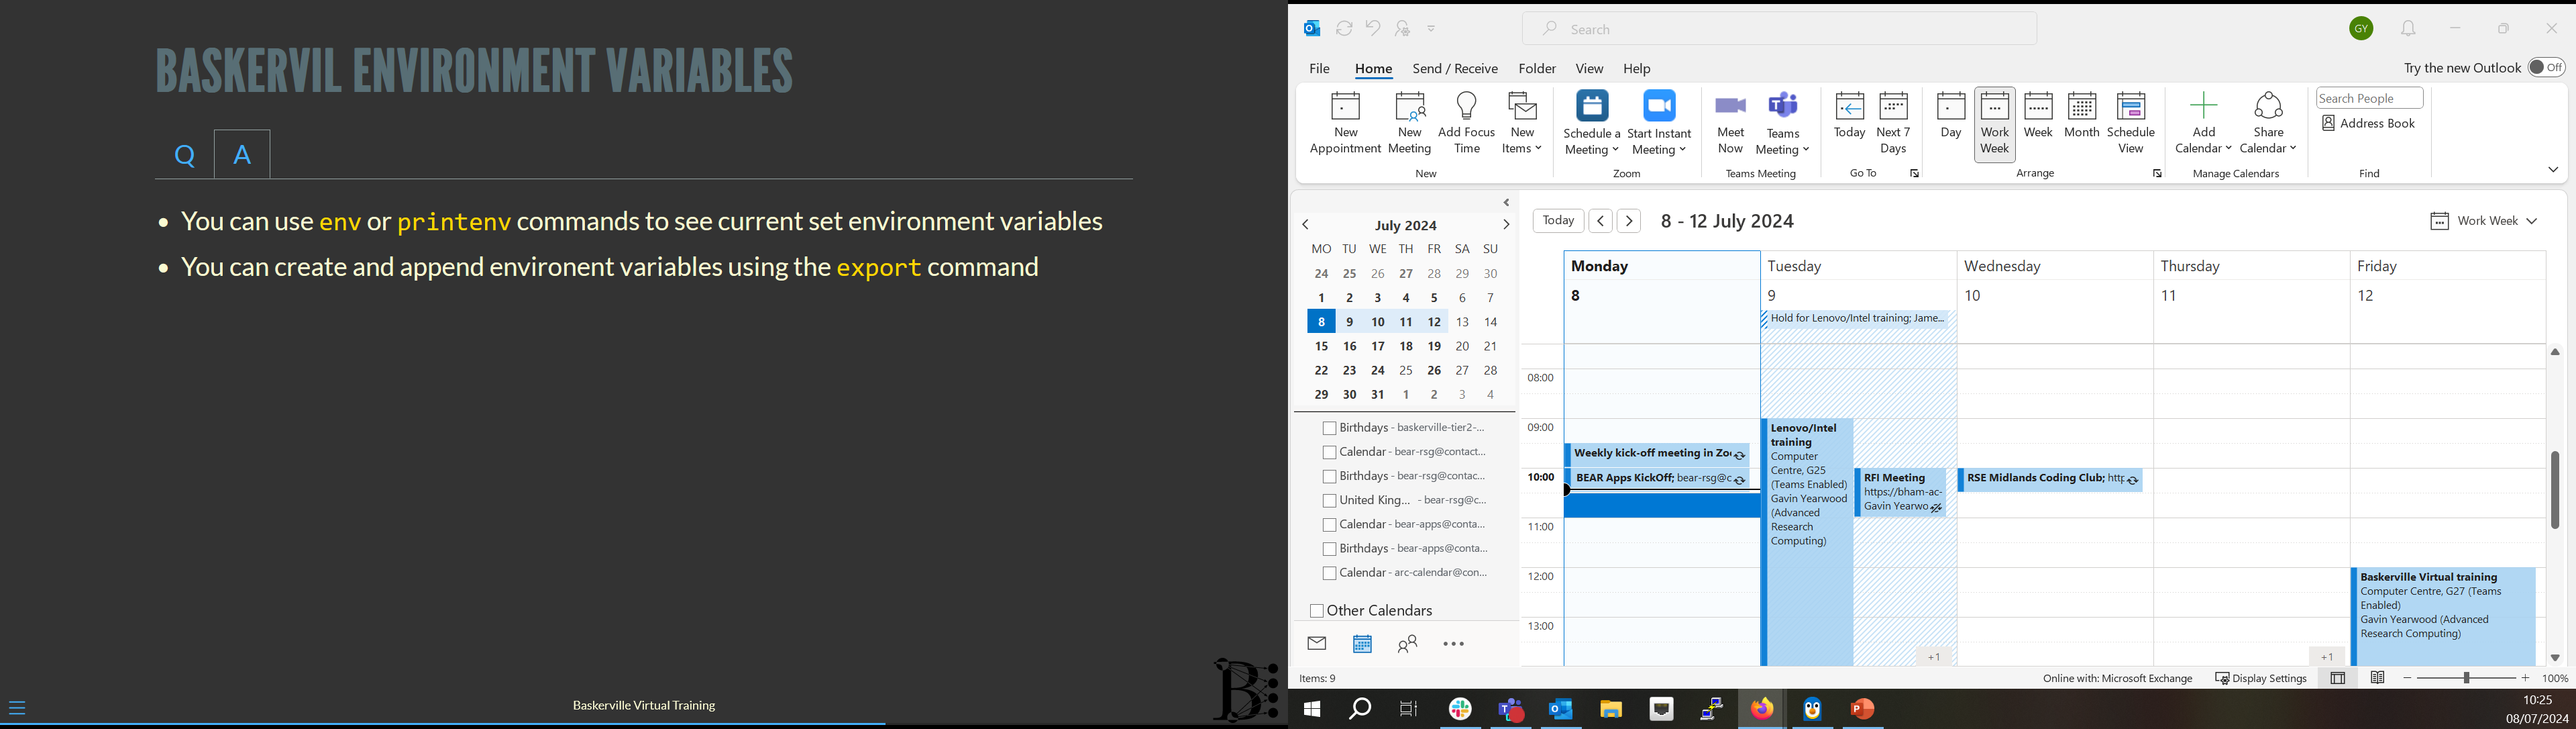 BASKERVIL ENVIRONMENT VARIABLES
Q A
You can use env or printenv commands to see current set environment variables
You can create and append environent variables using the export command
Baskerville Virtual Training
Search
GY
File Home Send / Receive Folder View Help
Try the new Outlook Off
New Appointment
New Meeting
Add Focus Time
New Items
New
Schedule a Meeting
Start Instant Meeting
Zoom
Meet Now
Teams Meeting
Teams Meeting
Today
Next 7 Days
Go To
Day
Work Week
Week
Month
Schedule View
Arrange
Add Calendar
Share Calendar
Manage Calendars
Search People
Address Book
Find
July 2024
MO TU WE TH FR SA SU
24 25 26 27 28 29 30
1 2 3 4 5 6 7
8 9 10 11 12 13 14
15 16 17 18 19 20 21
22 23 24 25 26 27 28
29 30 31 1 2 3 4
Birthdays - baskerville-tier2-...
Calendar - bear-rsg@contact...
Birthdays - bear-rsg@contac...
United King... - bear-rsg@c...
Calendar - bear-apps@conta...
Birthdays - bear-apps@conta...
Calendar - arc-calendar@con...
Other Calendars
Today
8 - 12 July 2024
Work Week
Monday Tuesday Wednesday Thursday Friday
8 9 10 11 12
Hold for Lenovo/Intel training; Jame...
08:00
09:00
10:00
11:00
12:00
13:00
Weekly kick-off meeting in Zoo
BEAR Apps KickOff; bear-rsg@c
Lenovo/Intel
training
Computer
Centre, G25
(Teams Enabled)
Gavin Yearwood
(Advanced
Research
Computing)
RFI Meeting
https://bham-ac-
Gavin Yearwo
+1
RSE Midlands Coding Club; http
Baskerville Virtual training
Computer Centre, G27 (Teams
Enabled)
Gavin Yearwood (Advanced
Research Computing)
+1
Items: 9
Online with: Microsoft Exchange
Display Settings
100%
10:25
08/07/2024